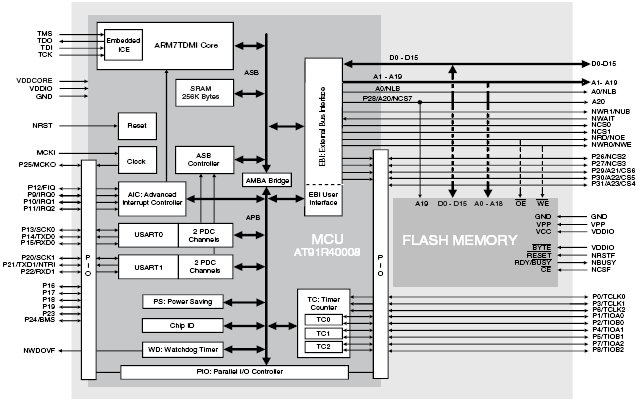 TMS
TDO
TDI
TCK
VDDCORE
VDDIO
GND
NRST
MCKI
P25/MCKO
P12/FIQ
P9/IRQ0
P10/IRQ1
P11/IRQ2
P13/SCK0
P14/TXD0
P15/RXD0
P20/SCK1
P21/TXD1/NTRI
P22/RXD1
P16
P17
P18
P19
P23
P24/BMS
NWDOVF
PIO
Embedded
ICE
ARM7TDMI Core
SRAM
256K Bytes
ASB
Reset
Clock
ASB
Controller
AMBA Bridge
AIC: Advanced
Interrupt Controller
APB
USART0
2 PDC
Channels
USART1
2 PDC
Channels
PS: Power Saving
Chip ID
WD: Watchdog Timer
PIO: Parallel I/O Controller
EBI: External Bus Interface
EBI User
Interface
MCU
AT91R40008
TC: Timer
Counter
TC0
TC1
TC2
PIO
D0 - D15
A1 - A19
A0/NLB
P28/A20/NCS7
A19
D0 - D15
A0 - A18
OE
WE
FLASH MEMORY
GND
VPP
VCC
BYTE
RESET
RDY/BUSY
CE
D0-D15
A1- A19
A0/NLB
A20
NWR1/NUB
NWAIT
NCS0
NCS1
NRD/NOE
NWR0/NWE
P26/NCS2
P27/NCS3
P29/A21/CS6
P30/A22/CS5
P31/A23/CS4
GND
VPP
VDDIO
VDDIO
NRSTF
NBUSY
NCSF
P0/TCLK0
P3/TCLK1
P6/TCLK2
P1/TIOA0
P2/TIOB0
P4/TIOA1
P5/TIOB1
P7/TIOA2
P8/TIOB2